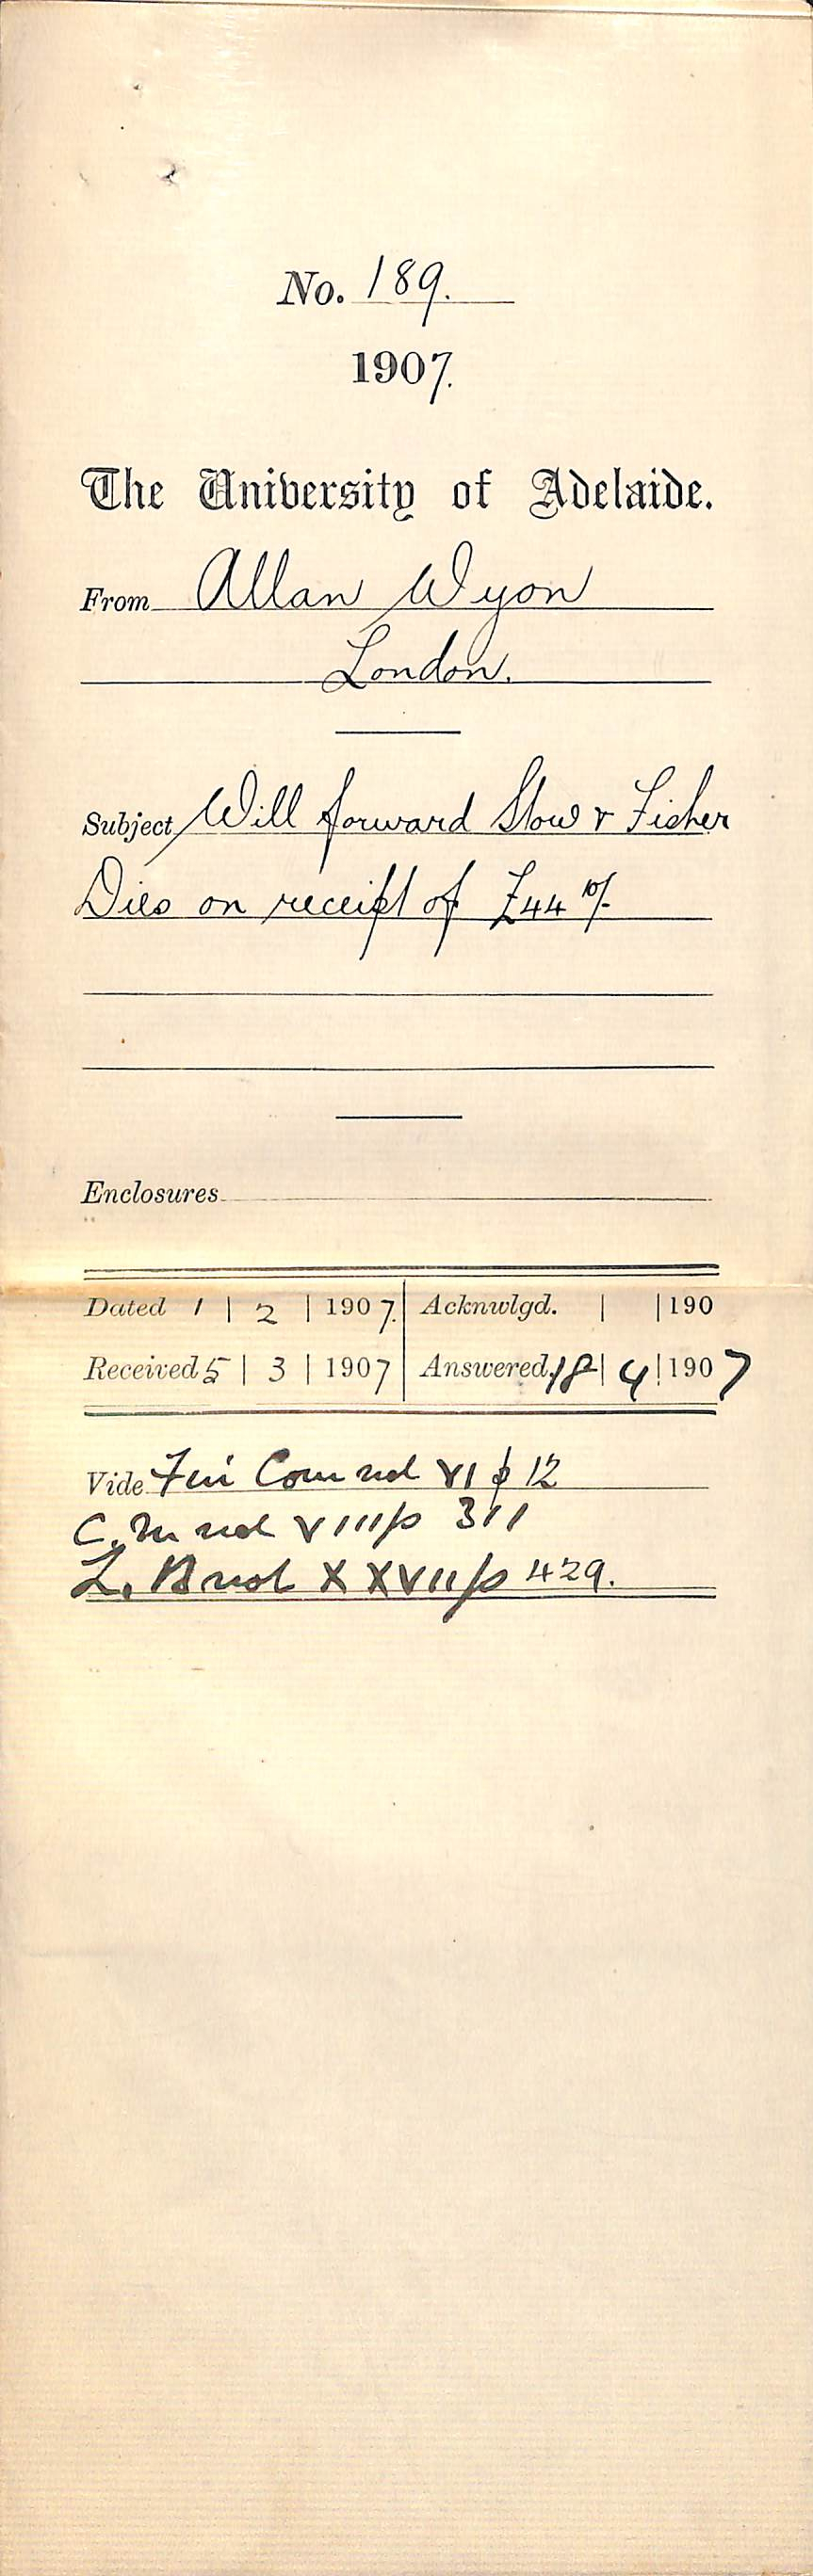 No. 189.
1907.
The University of Adelaide.
From Allan Wyon
London.
Subject Will forward Stow & Fisher
Dies on receipt of £44 10/-
Enclosures
Dated 1 | 2 | 1907. Acknwlgd. | | 190
Received 5 | 3 | 1907 Answered. 18 | 4 | 1907
Vide Fin Com vol VI p 12
C. M vol VIII p 311
L. B vol XXVII p 429.